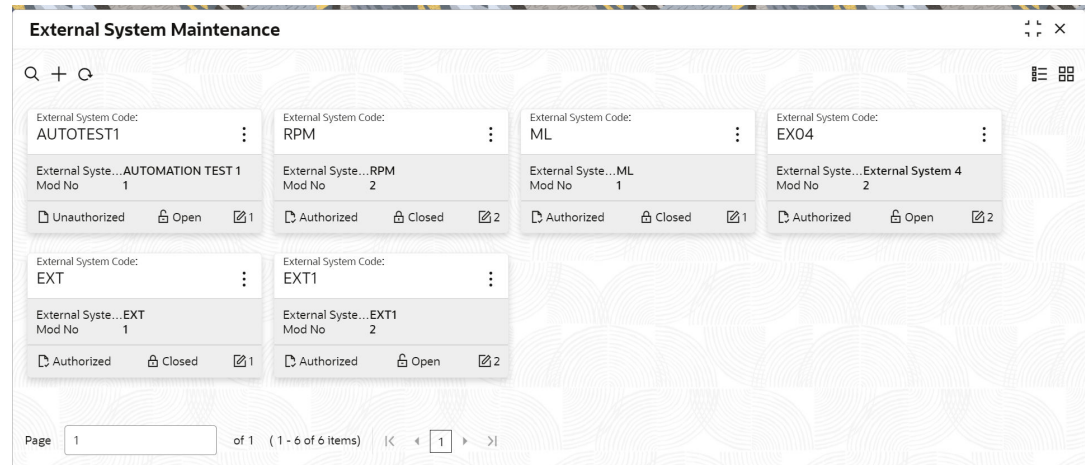 External System Maintenance
External System Code:
AUTOTEST1
External Syste...AUTOMATION TEST 1
Mod No 1
Unauthorized Open 1
External System Code:
RPM
External Syste...RPM
Mod No 2
Authorized Closed 2
External System Code:
ML
External Syste...ML
Mod No 1
Authorized Closed 1
External System Code:
EX04
External Syste...External System 4
Mod No 2
Authorized Open 2
External System Code:
EXT
External Syste...EXT
Mod No 1
Authorized Closed 1
External System Code:
EXT1
External Syste...EXT1
Mod No 2
Authorized Open 2
Page 1 of 1 ( 1 - 6 of 6 items) 1